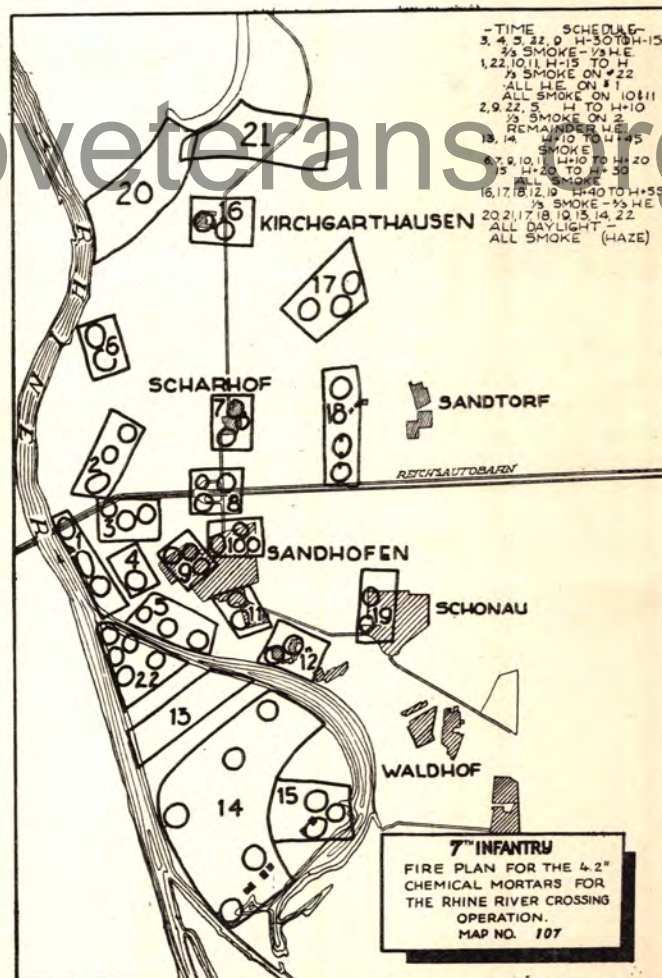 -TIME SCHEDULE-
3, 4, 5, 22, 9 H-30 TO H-15
⅔ SMOKE - ⅓ H.E.
1, 22, 10, 11, H-15 TO H
⅓ SMOKE ON #22
ALL H.E. ON #1
ALL SMOKE ON 10 & 11
2, 9, 22, 5, H TO H+10
⅓ SMOKE ON 2
REMAINDER H.E.
13, 14, H+10 TO H+45
SMOKE
6, 7, 9, 10, 11, H+10 TO H+20
15 H+20 TO H+30
ALL SMOKE
16, 17, 18, 12, 19 H+40 TO H+55
⅓ SMOKE - ⅔ H.E.
20, 21, 17, 18, 19, 13, 14, 22
ALL DAYLIGHT -
ALL SMOKE (HAZE)
veterans.org
21
20
16
KIRCHGARTHAUSEN
17
RHINE R
6
SCHARHOF
7
18
SANDTORF
2
REICHSAUTOBAHN
8
3
1
10
SANDHOFEN
4
9
11
19
SCHONAU
5
12
22
13
WALDHOF
14
15
7TH INFANTRY
FIRE PLAN FOR THE 4.2"
CHEMICAL MORTARS FOR
THE RHINE RIVER CROSSING
OPERATION.
MAP NO. 107